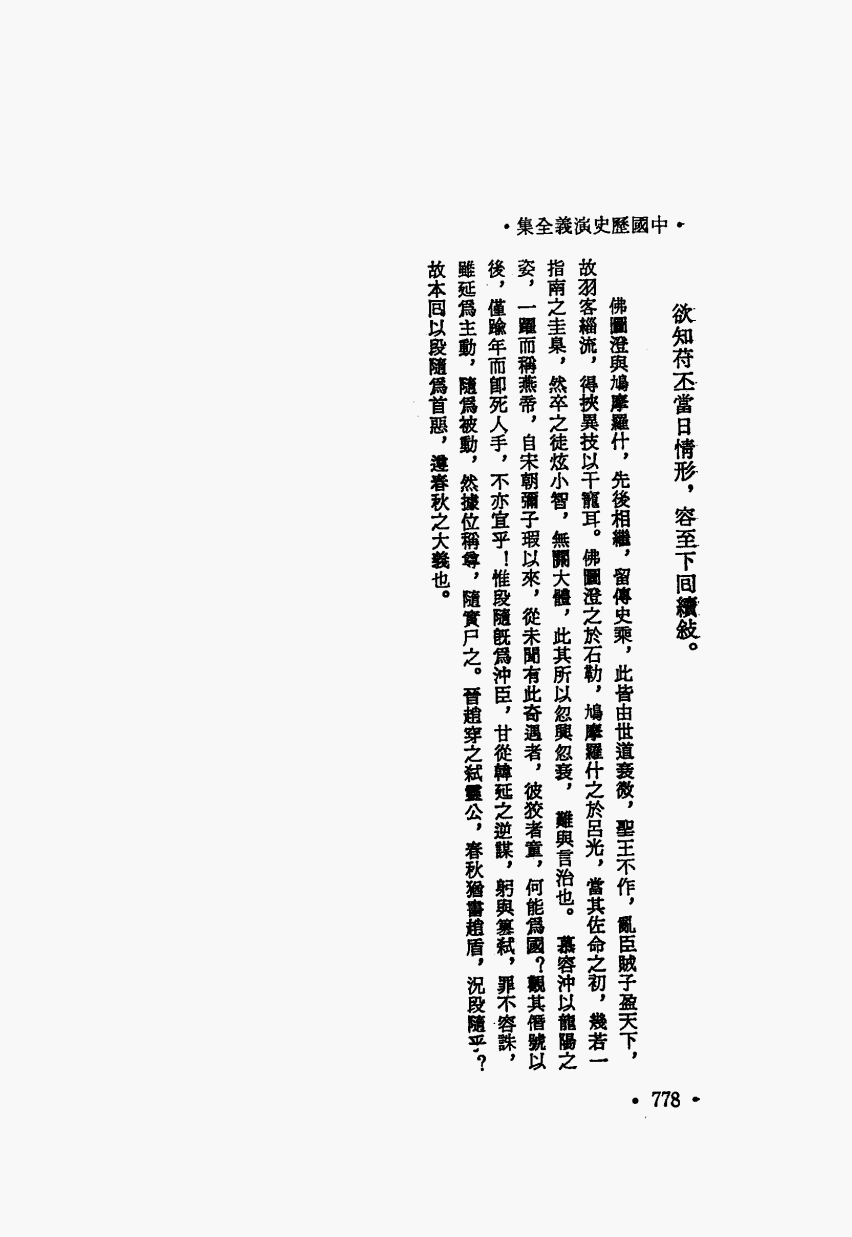 •中國歷史演義全集•
欲知苻丕當日情形，容至下回續敍。
佛圖澄與鳩摩羅什，先後相繼，留傳史乘，此皆由世道衰微，聖王不作，亂臣賊子盈天下，
故羽客緇流，得挾異技以干寵耳。佛圖澄之於石勒，鳩摩羅什之於呂光，當其佐命之初，幾若一
指南之圭臬，然卒之徒炫小智，無關大體，此其所以忽興忽衰，難與言治也。慕容沖以龍陽之
姿，一躍而稱燕帝，自宋朝彌子瑕以來，從未聞有此奇遇者，彼狡者童，何能爲國？觀其僭號以
後，僅踰年而卽死人手，不亦宜乎！惟段隨旣爲沖臣，甘從韓延之逆謀，躬與篡弒，罪不容誅，
雖延爲主動，隨爲被動，然據位稱尊，隨實尸之。晉趙穿之弒靈公，春秋猶書趙盾，況段隨乎？
故本回以段隨爲首惡，遵春秋之大義也。
•778•